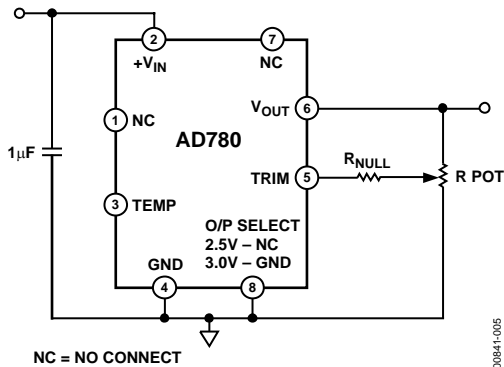 2
7
+VIN
NC
1
NC
VOUT
6
AD780
1µF
TRIM
5
RNULL
R POT
3
TEMP
O/P SELECT
2.5V – NC
3.0V – GND
GND
4
8
NC = NO CONNECT
00841-005